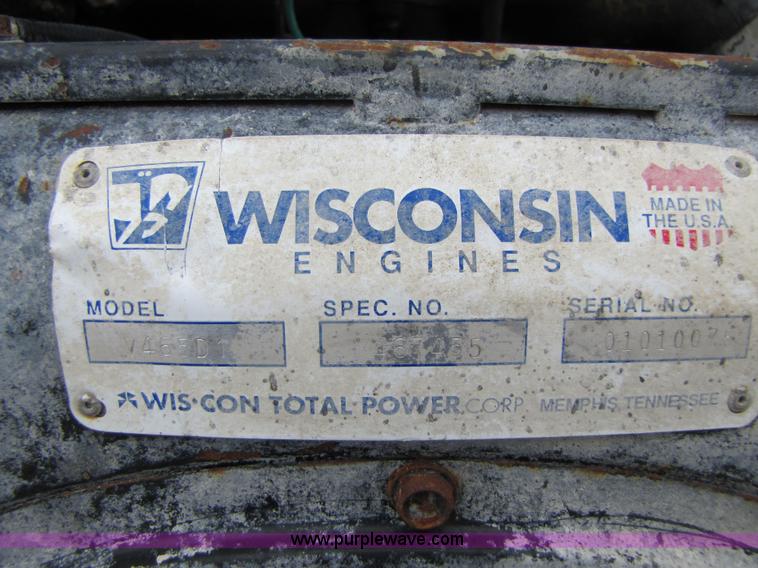 WISCONSIN
ENGINES
MADE IN
THE U.S.A.
MODEL SPEC. NO. SERIAL NO.
V465D1
WIS·CON TOTAL POWER CORP MEMPHIS, TENNESSEE
www.purplewave.com